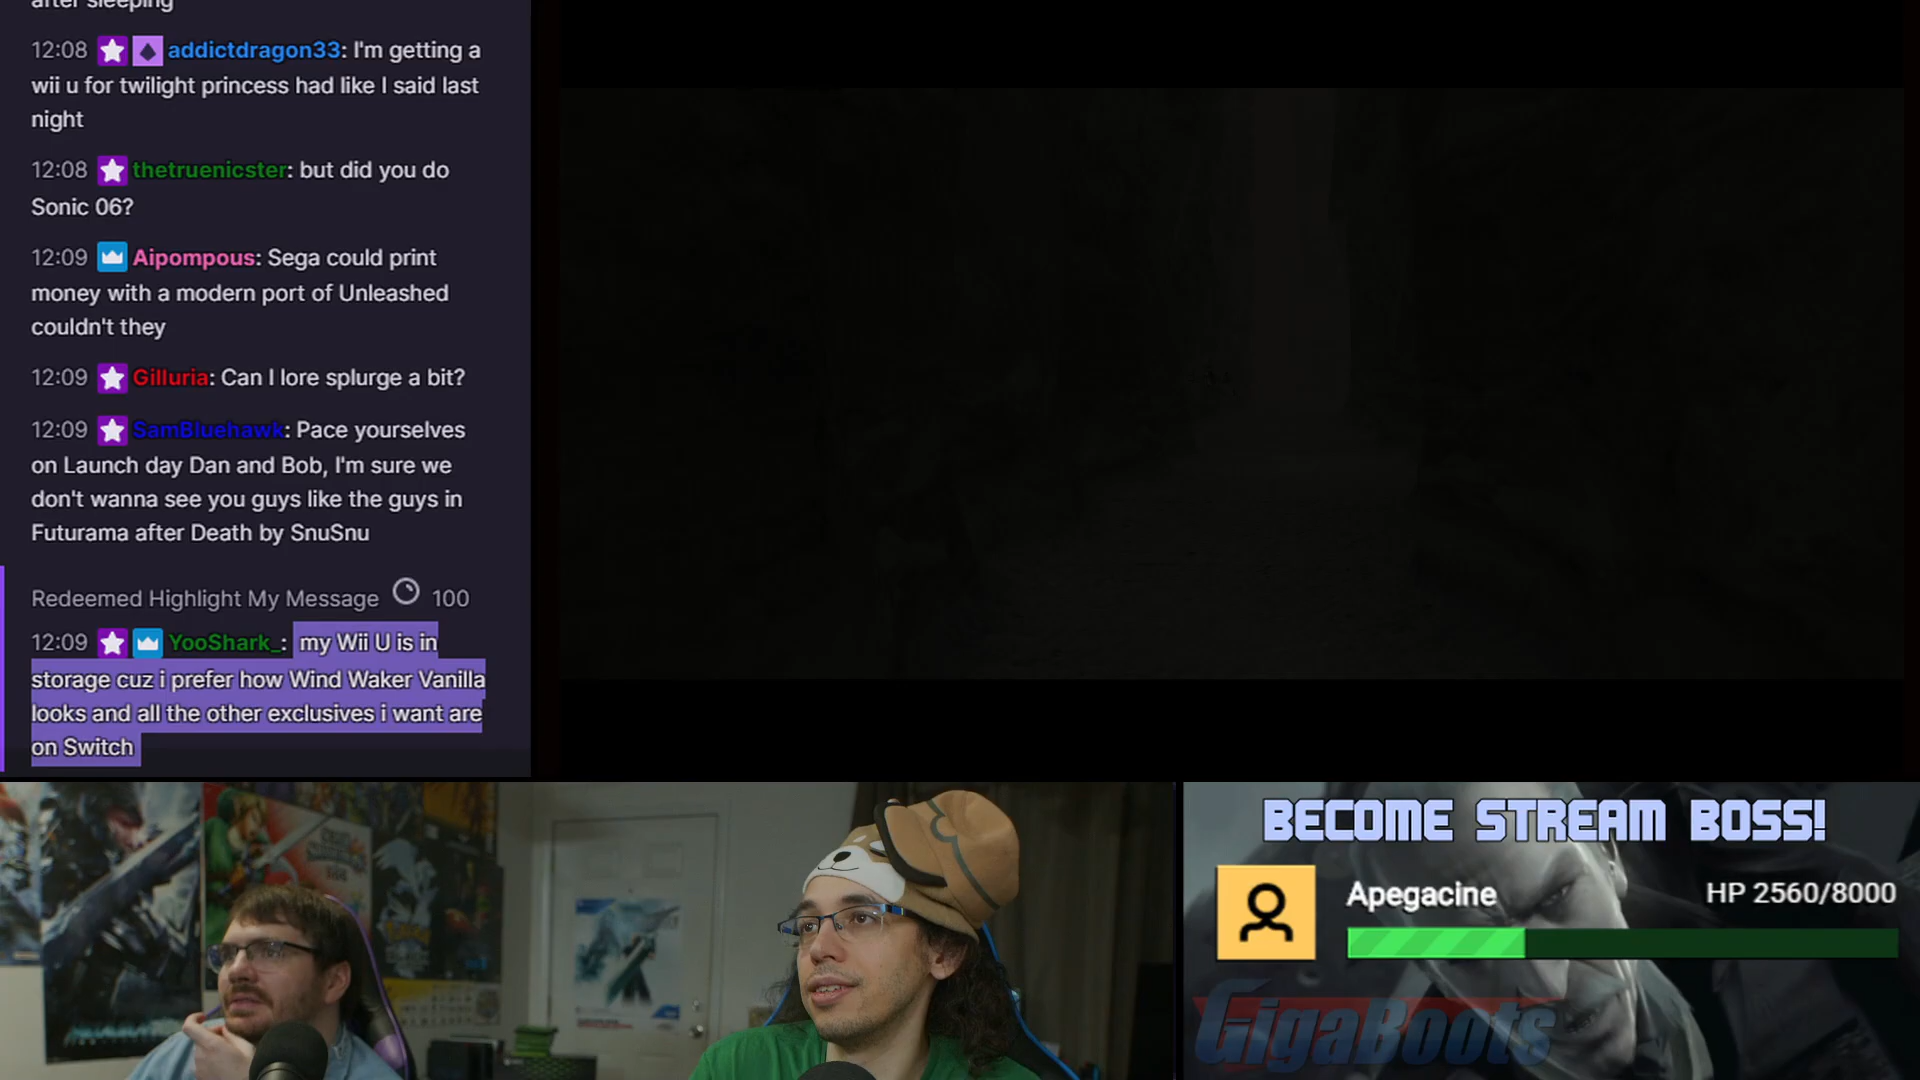 after sleeping
12:08 addictdragon33: I'm getting a
wii u for twilight princess had like I said last
night
12:08 thetruenicster: but did you do
Sonic 06?
12:09 Aipompous: Sega could print
money with a modern port of Unleashed
couldn't they
12:09 Gilluria: Can I lore splurge a bit?
12:09 SamBluehawk: Pace yourselves
on Launch day Dan and Bob, I'm sure we
don't wanna see you guys like the guys in
Futurama after Death by SnuSnu
Redeemed Highlight My Message 100
12:09 YooShark_: my Wii U is in
storage cuz i prefer how Wind Waker Vanilla
looks and all the other exclusives i want are
on Switch
BECOME STREAM BOSS!
Apegacine HP 2560/8000
GigaBoots